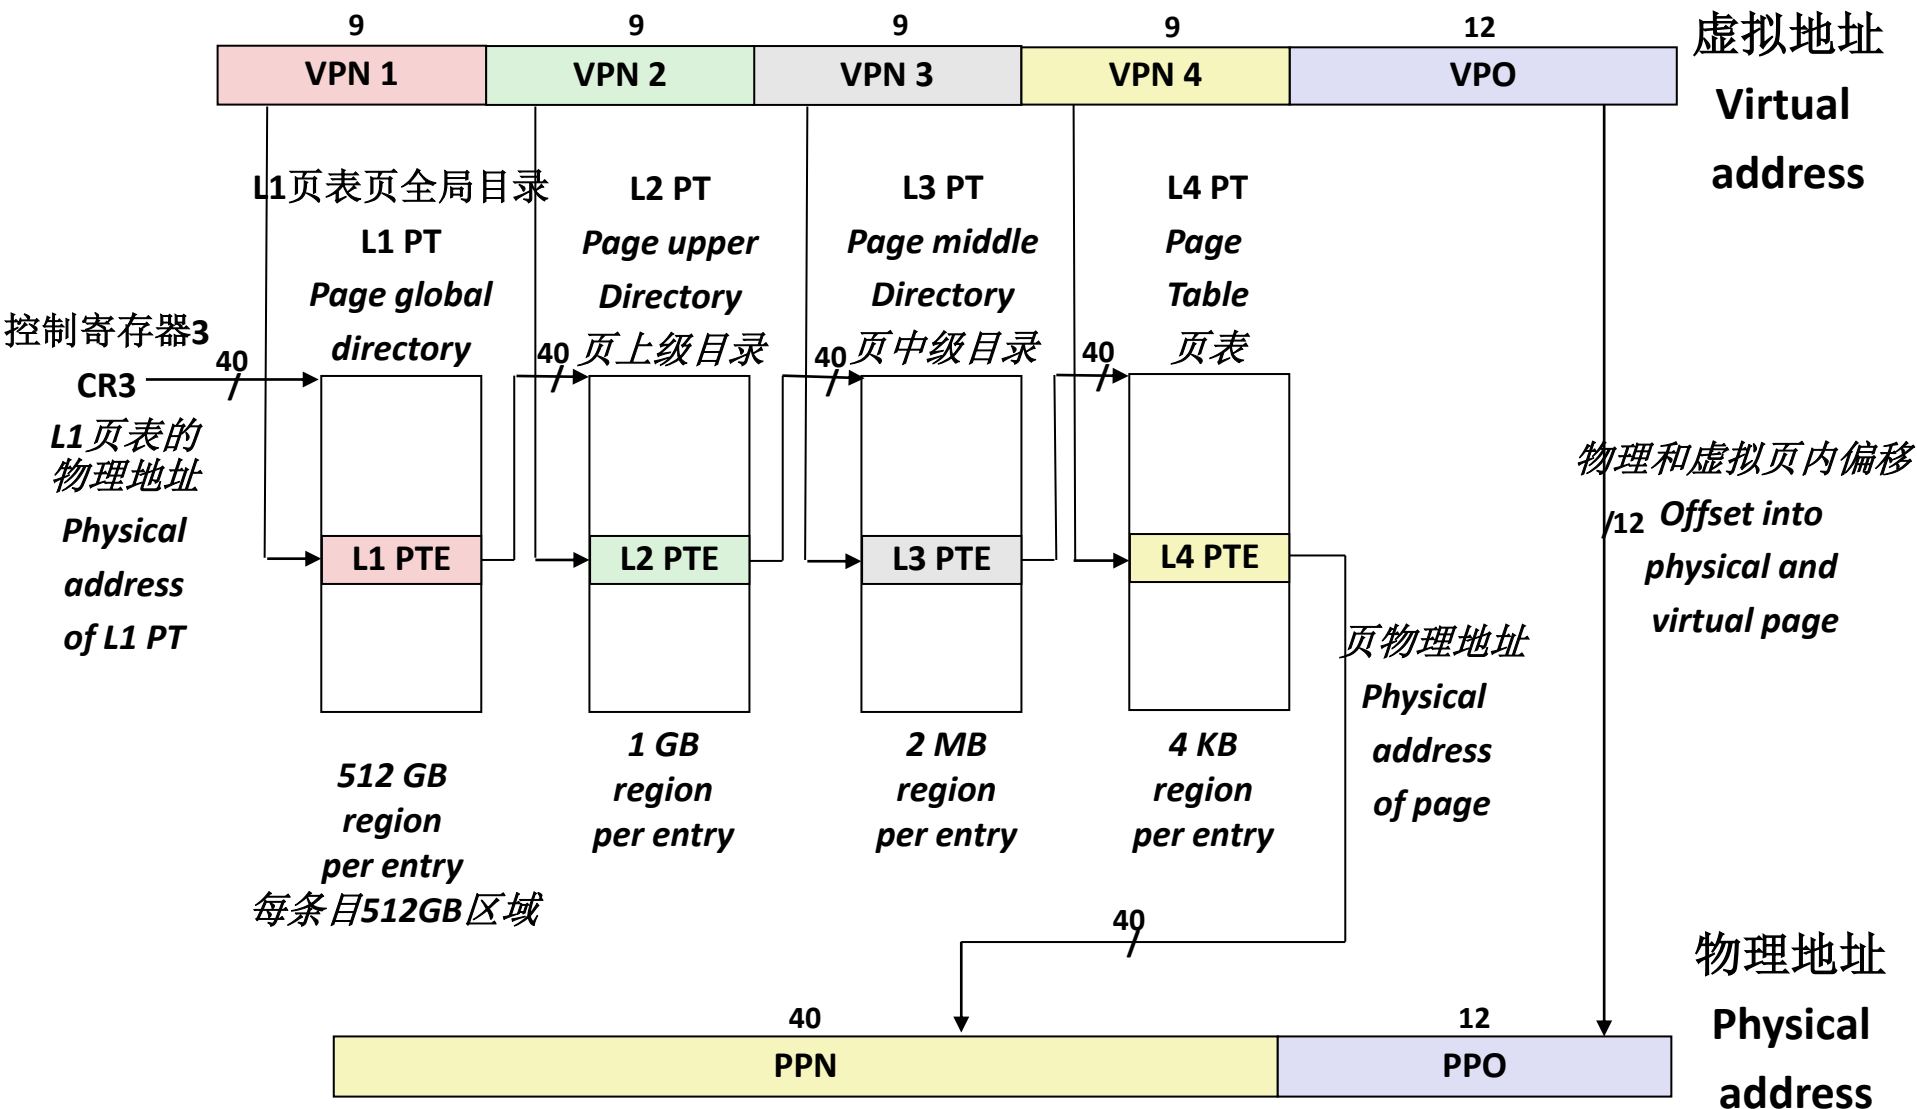 9
9
9
9
12
VPN 1
VPN 2
VPN 3
VPN 4
VPO
虚拟地址
Virtual
address
L1页表页全局目录
L1 PT
Page global
directory
L2 PT
Page upper
Directory
页上级目录
L3 PT
Page middle
Directory
页中级目录
L4 PT
Page
Table
页表
控制寄存器3
CR3
L1页表的
物理地址
Physical
address
of L1 PT
40
40
40
40
L1 PTE
L2 PTE
L3 PTE
L4 PTE
物理和虚拟页内偏移
/12
Offset into
physical and
virtual page
页物理地址
Physical
address
of page
512 GB
region
per entry
每条目512GB区域
1 GB
region
per entry
2 MB
region
per entry
4 KB
region
per entry
40
40
12
PPN
PPO
物理地址
Physical
address